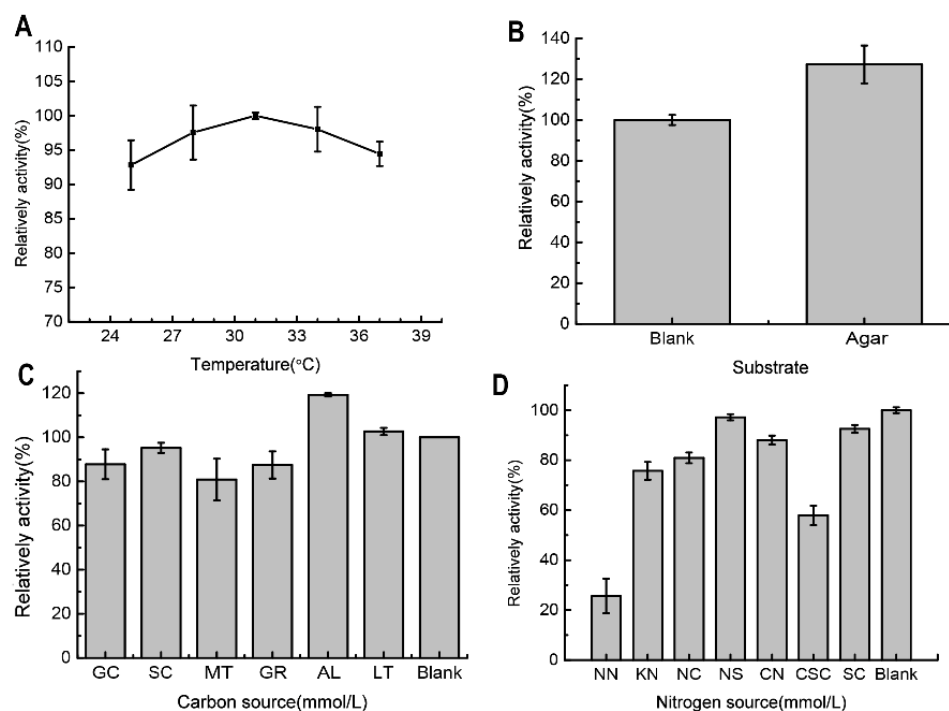 A
110
105
100
95
90
85
80
75
70
Relatively activity(%)
24 27 30 33 36 39
Temperature(°C)
B
140
120
100
80
60
40
20
0
Relatively activity(%)
Blank Agar
Substrate
C
120
100
80
60
40
20
0
Relatively activity(%)
GC SC MT GR AL LT Blank
Carbon source(mmol/L)
D
100
80
60
40
20
0
Relatively activity(%)
NN KN NC NS CN CSC SC Blank
Nitrogen source(mmol/L)